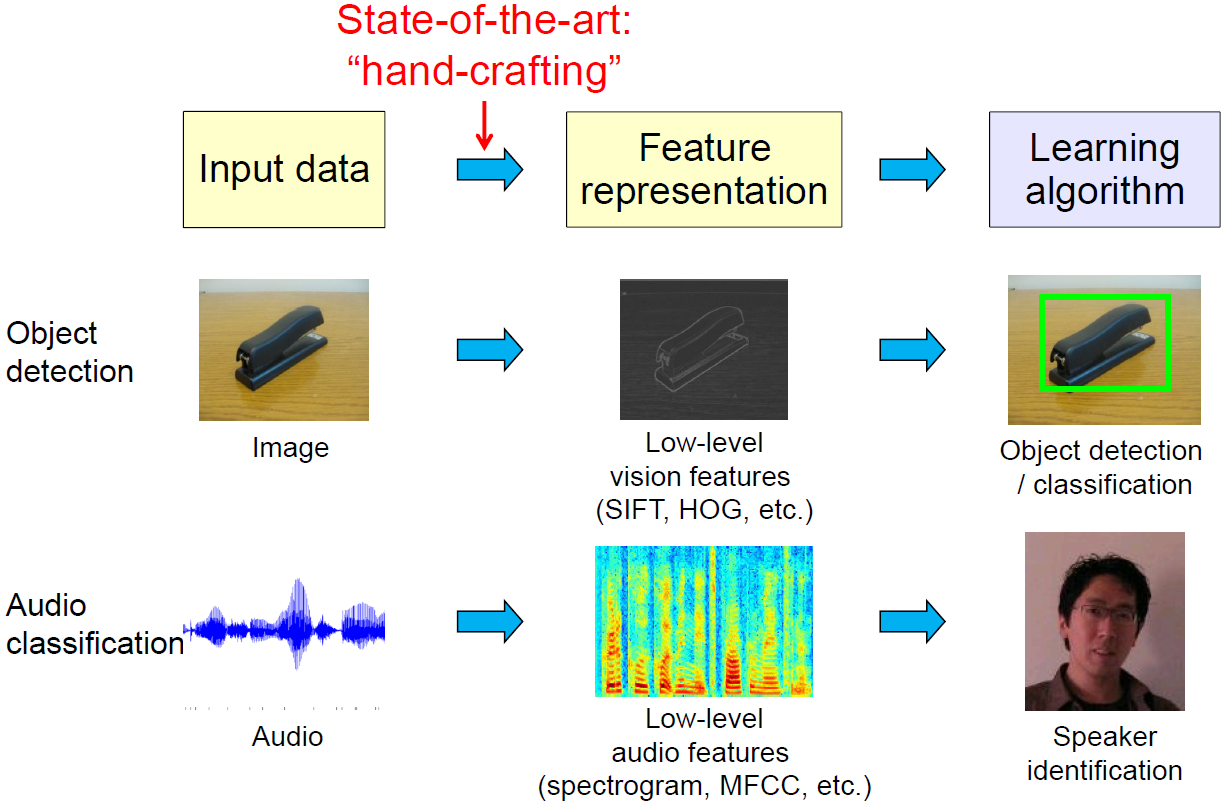 State-of-the-art:
“hand-crafting”
Input data
Feature
representation
Learning
algorithm
Object
detection
Image
Low-level
vision features
(SIFT, HOG, etc.)
Object detection
/ classification
Audio
classification
Audio
Low-level
audio features
(spectrogram, MFCC, etc.)
Speaker
identification